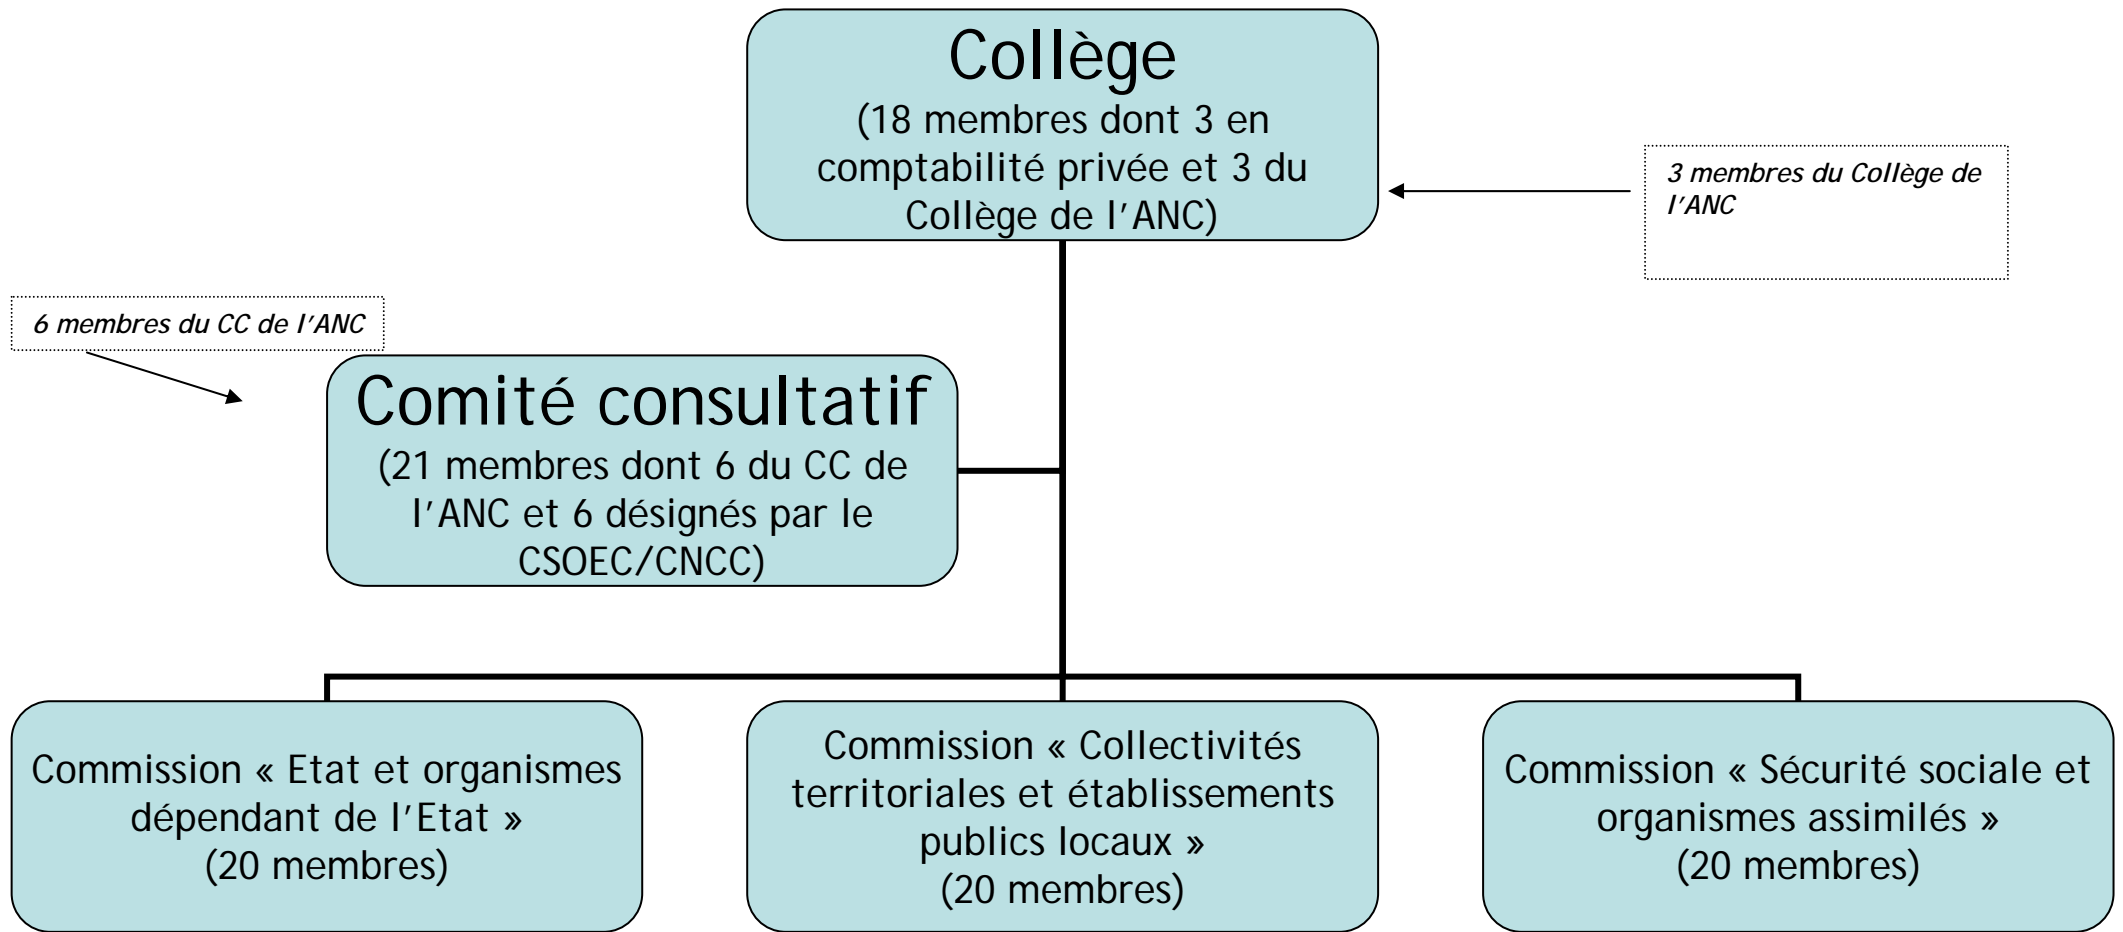 Collège
(18 membres dont 3 en
comptabilité privée et 3 du
Collège de l'ANC)
3 membres du Collège de
l'ANC
6 membres du CC de l'ANC
Comité consultatif
(21 membres dont 6 du CC de
l'ANC et 6 désignés par le
CSOEC/CNCC)
Commission « Etat et organismes
dépendant de l'Etat »
(20 membres)
Commission « Collectivités
territoriales et établissements
publics locaux »
(20 membres)
Commission « Sécurité sociale et
organismes assimilés »
(20 membres)